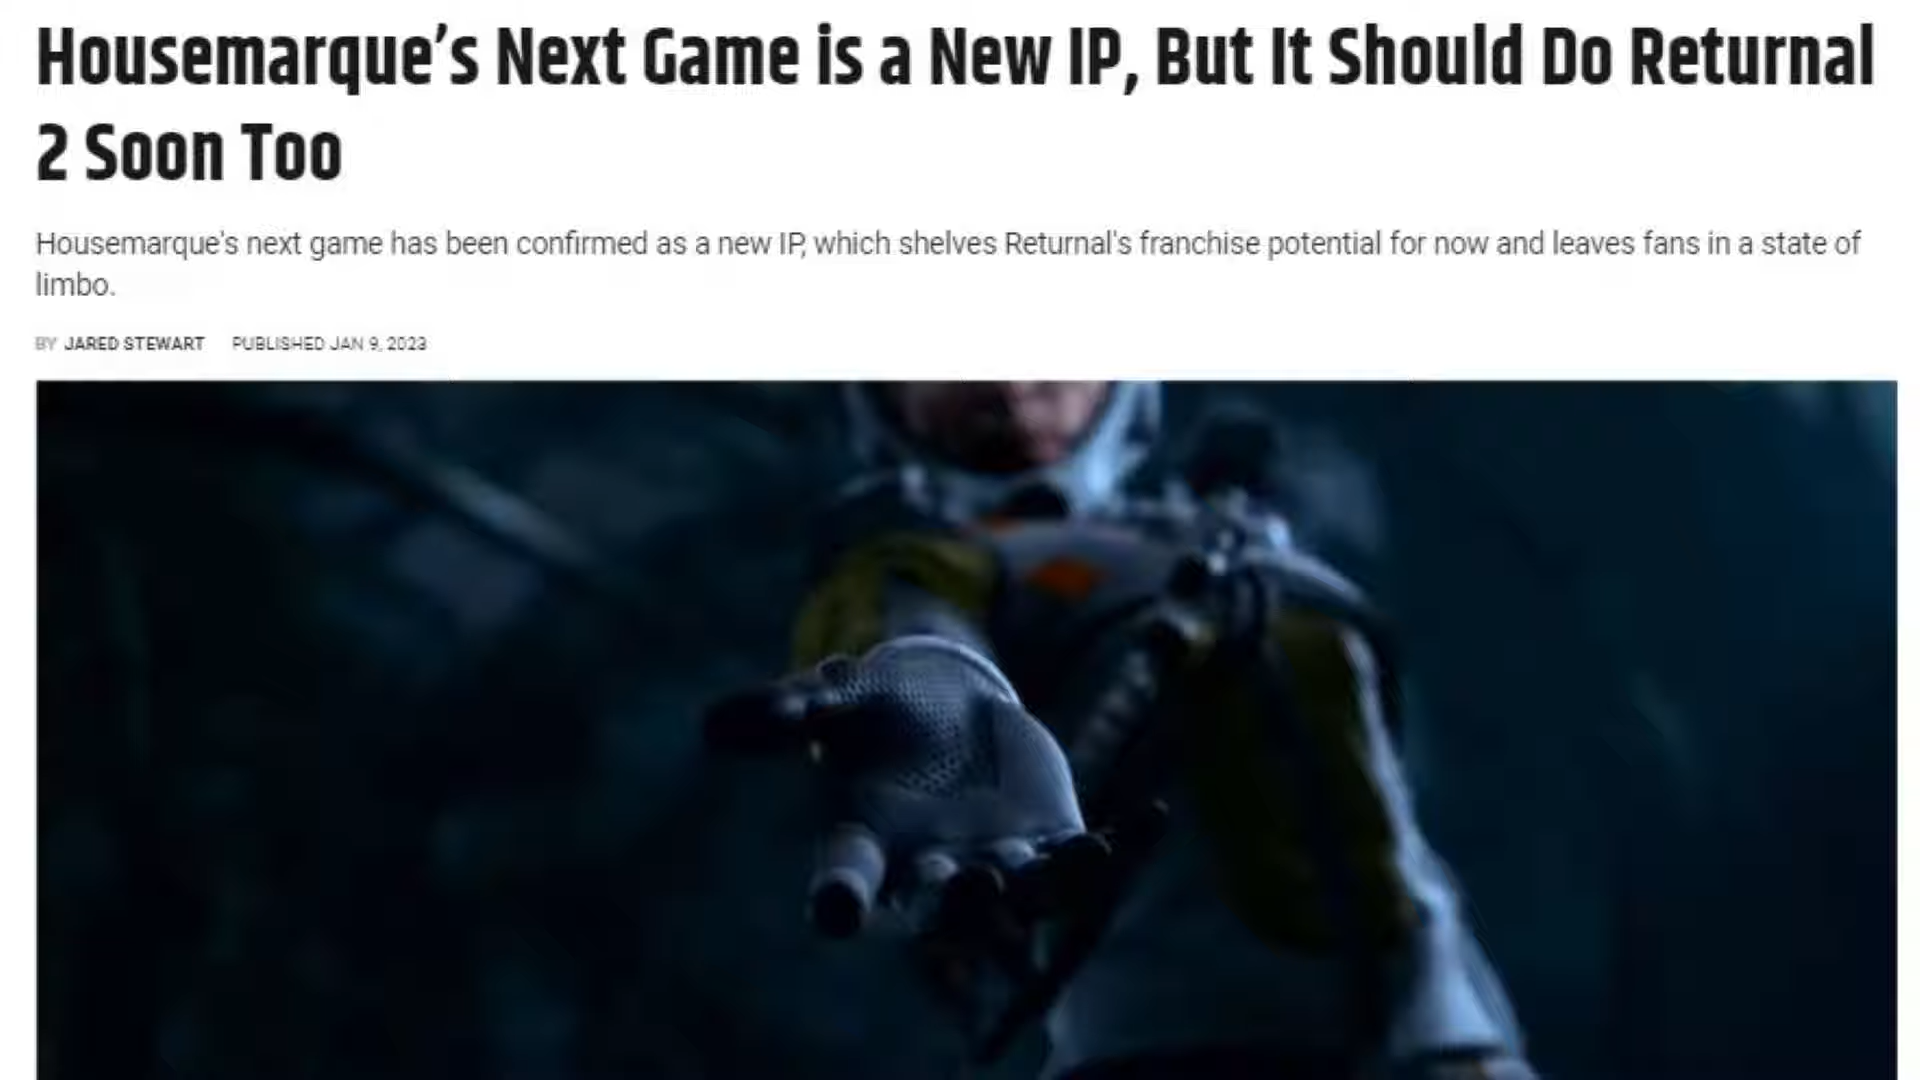 Housemarque’s Next Game is a New IP, But It Should Do Returnal
2 Soon Too
Housemarque's next game has been confirmed as a new IP, which shelves Returnal's franchise potential for now and leaves fans in a state of
limbo.
BY JARED STEWART PUBLISHED JAN 9, 2023